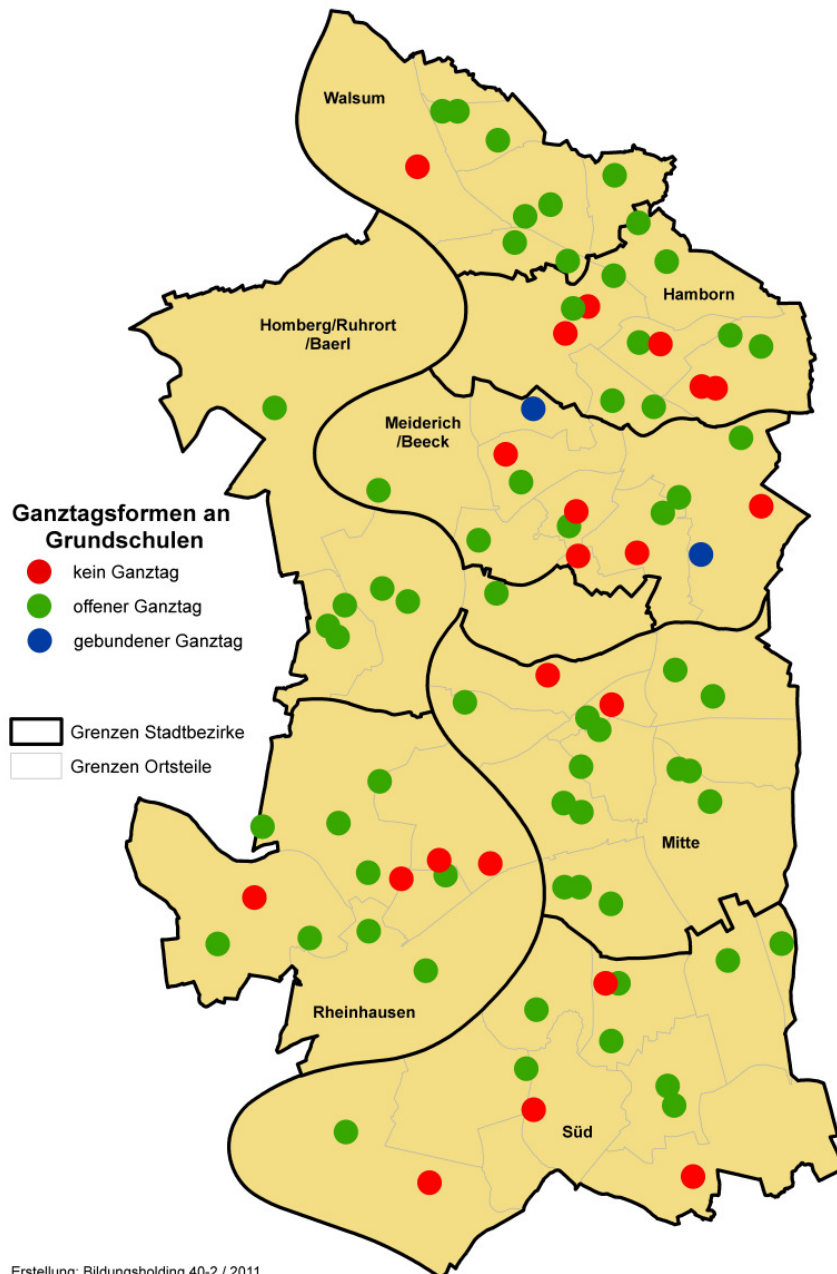 Walsum
Hamborn
Homberg/Ruhrort
/Baerl
Meiderich
/Beeck
Ganztagsformen an
Grundschulen
kein Ganztag
offener Ganztag
gebundener Ganztag
Grenzen Stadtbezirke
Grenzen Ortsteile
Mitte
Rheinhausen
Süd
Erstellung: Bildungsholding 40-2 / 2011